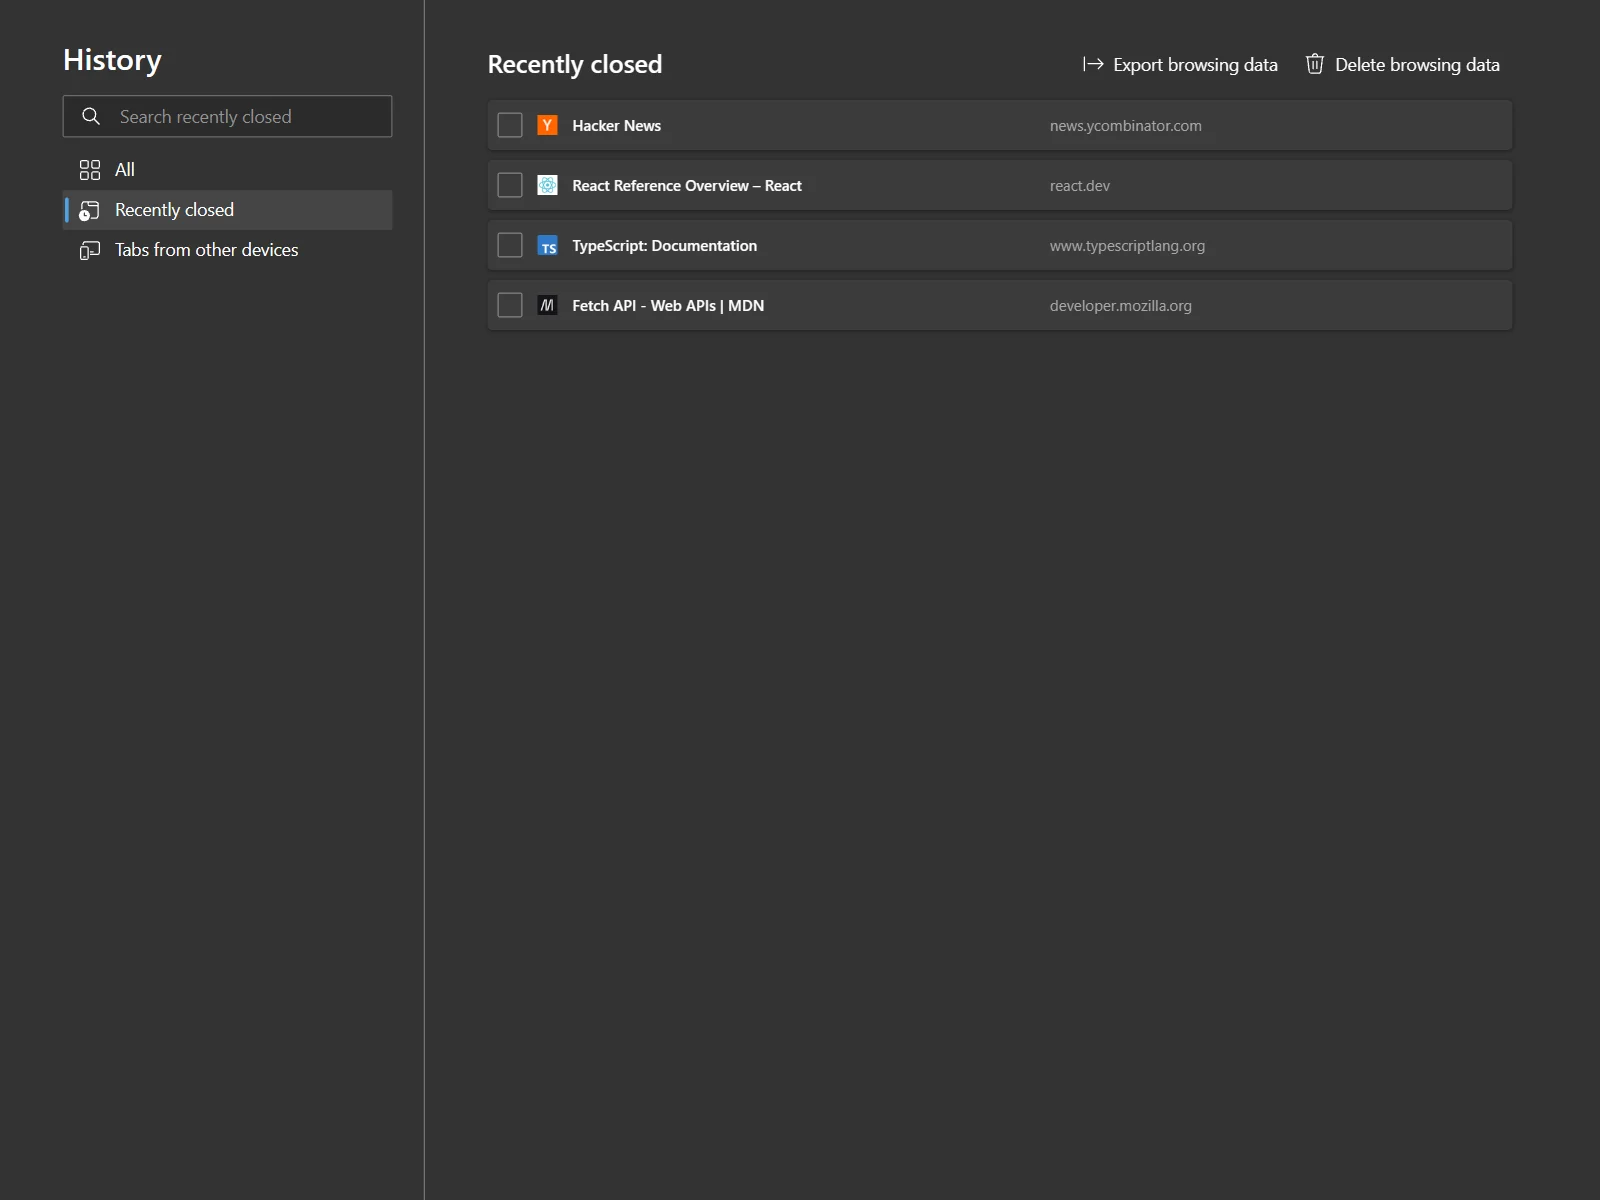 History
Search recently closed
All
Recently closed
Tabs from other devices
Recently closed
Export browsing data
Delete browsing data
Y Hacker News news.ycombinator.com
React Reference Overview – React react.dev
TS TypeScript: Documentation www.typescriptlang.org
M Fetch API - Web APIs | MDN developer.mozilla.org